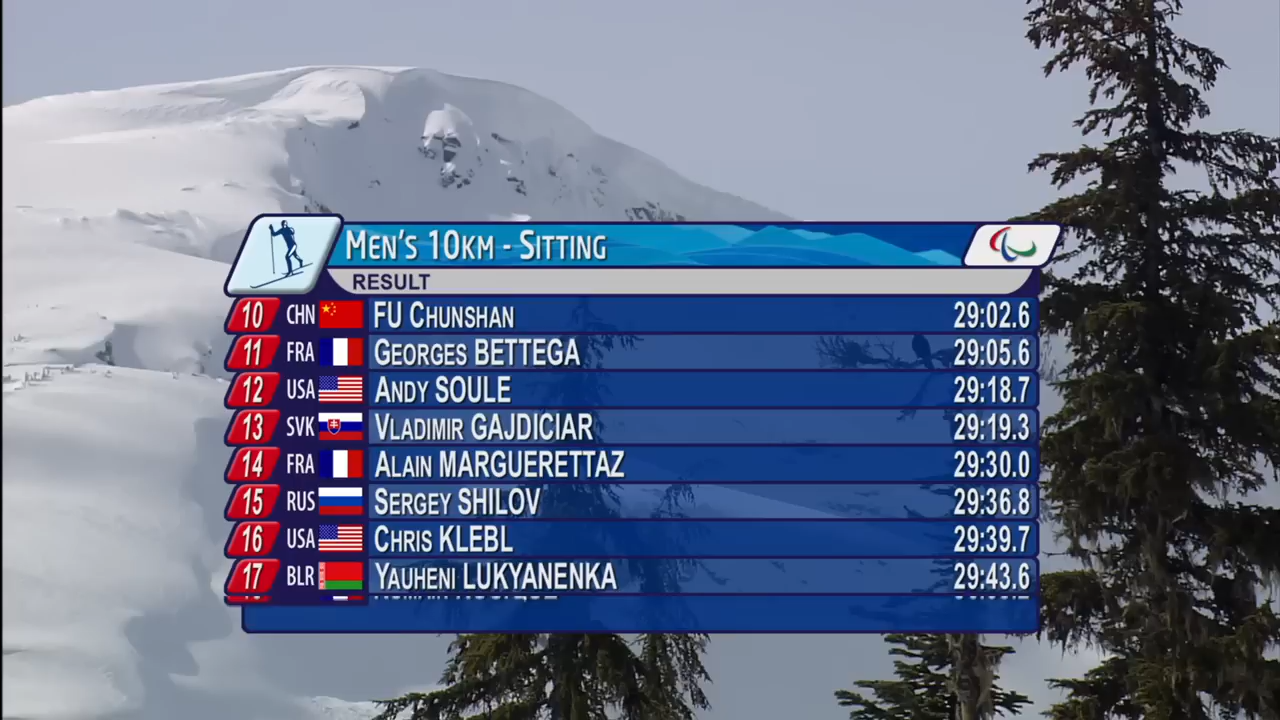 Men's 10km - Sitting
RESULT
10 CHN FU Chunshan 29:02.6
11 FRA Georges BETTEGA 29:05.6
12 USA Andy SOULE 29:18.7
13 SVK Vladimir GAJDICIAR 29:19.3
14 FRA Alain MARGUERETTAZ 29:30.0
15 RUS Sergey SHILOV 29:36.8
16 USA Chris KLEBL 29:39.7
17 BLR Yauheni LUKYANENKA 29:43.6